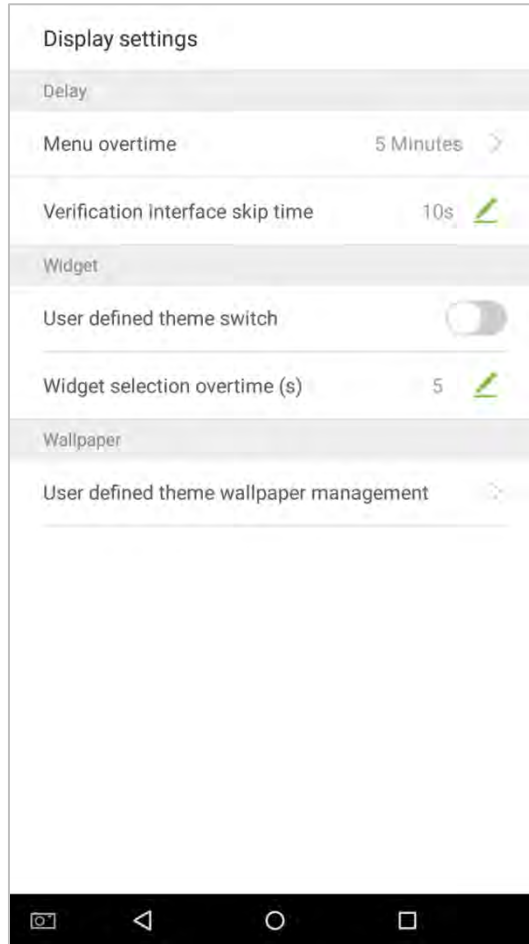 Display settings
Delay
Menu overtime 5 Minutes
Verification interface skip time 10s
Widget
User defined theme switch
Widget selection overtime (s) 5
Wallpaper
User defined theme wallpaper management